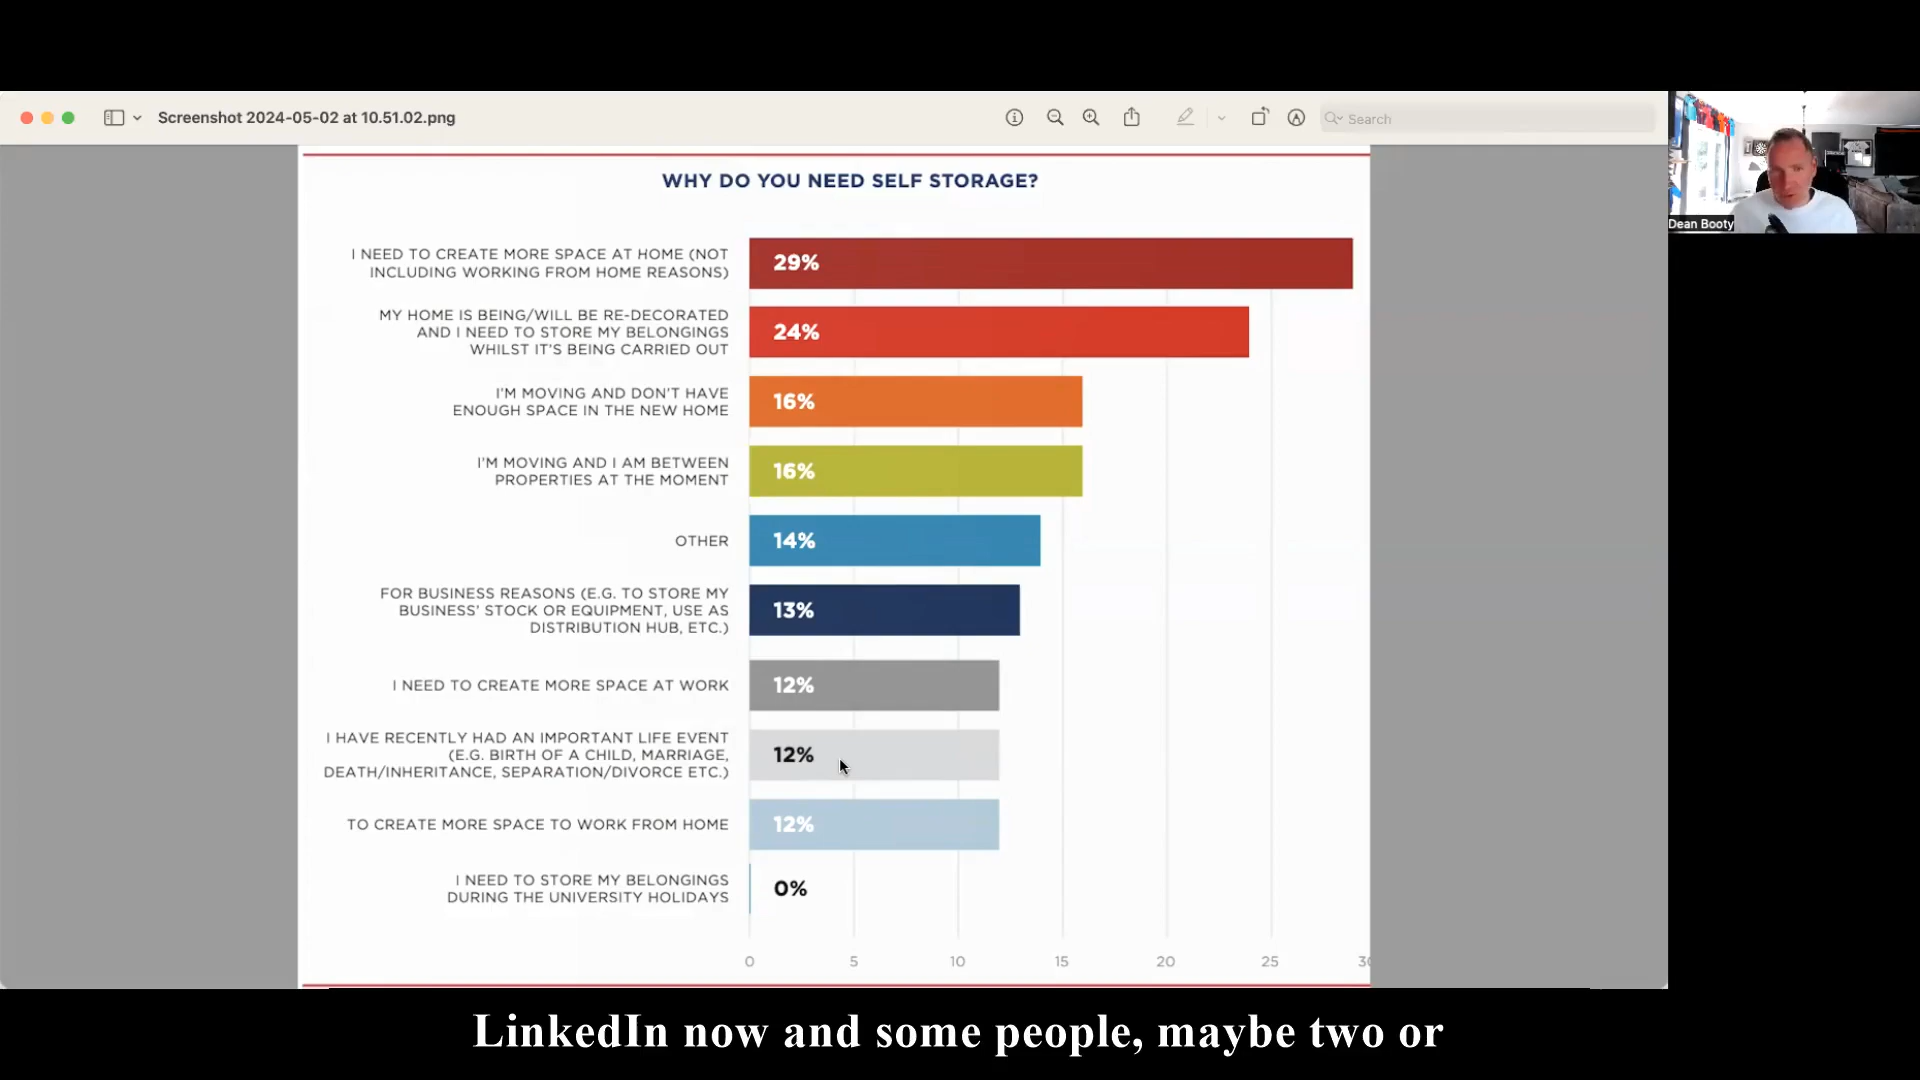 Screenshot 2024-05-02 at 10.51.02.png
Search
Dean Booty
WHY DO YOU NEED SELF STORAGE?
I NEED TO CREATE MORE SPACE AT HOME (NOT
INCLUDING WORKING FROM HOME REASONS)
29%
MY HOME IS BEING/WILL BE RE-DECORATED
AND I NEED TO STORE MY BELONGINGS
WHILST IT'S BEING CARRIED OUT
24%
I'M MOVING AND DON'T HAVE
ENOUGH SPACE IN THE NEW HOME
16%
I'M MOVING AND I AM BETWEEN
PROPERTIES AT THE MOMENT
16%
OTHER
14%
FOR BUSINESS REASONS (E.G. TO STORE MY
BUSINESS' STOCK OR EQUIPMENT, USE AS
DISTRIBUTION HUB, ETC.)
13%
I NEED TO CREATE MORE SPACE AT WORK
12%
I HAVE RECENTLY HAD AN IMPORTANT LIFE EVENT
(E.G. BIRTH OF A CHILD, MARRIAGE,
DEATH/INHERITANCE, SEPARATION/DIVORCE ETC.)
12%
TO CREATE MORE SPACE TO WORK FROM HOME
12%
I NEED TO STORE MY BELONGINGS
DURING THE UNIVERSITY HOLIDAYS
0%
0 5 10 15 20 25 30
LinkedIn now and some people, maybe two or